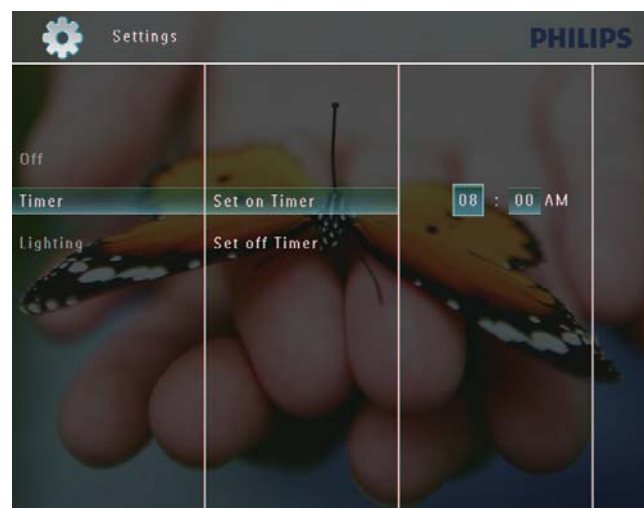 Settings
PHILIPS
Off
Timer
Set on Timer
08 : 00 AM
Lighting
Set off Timer